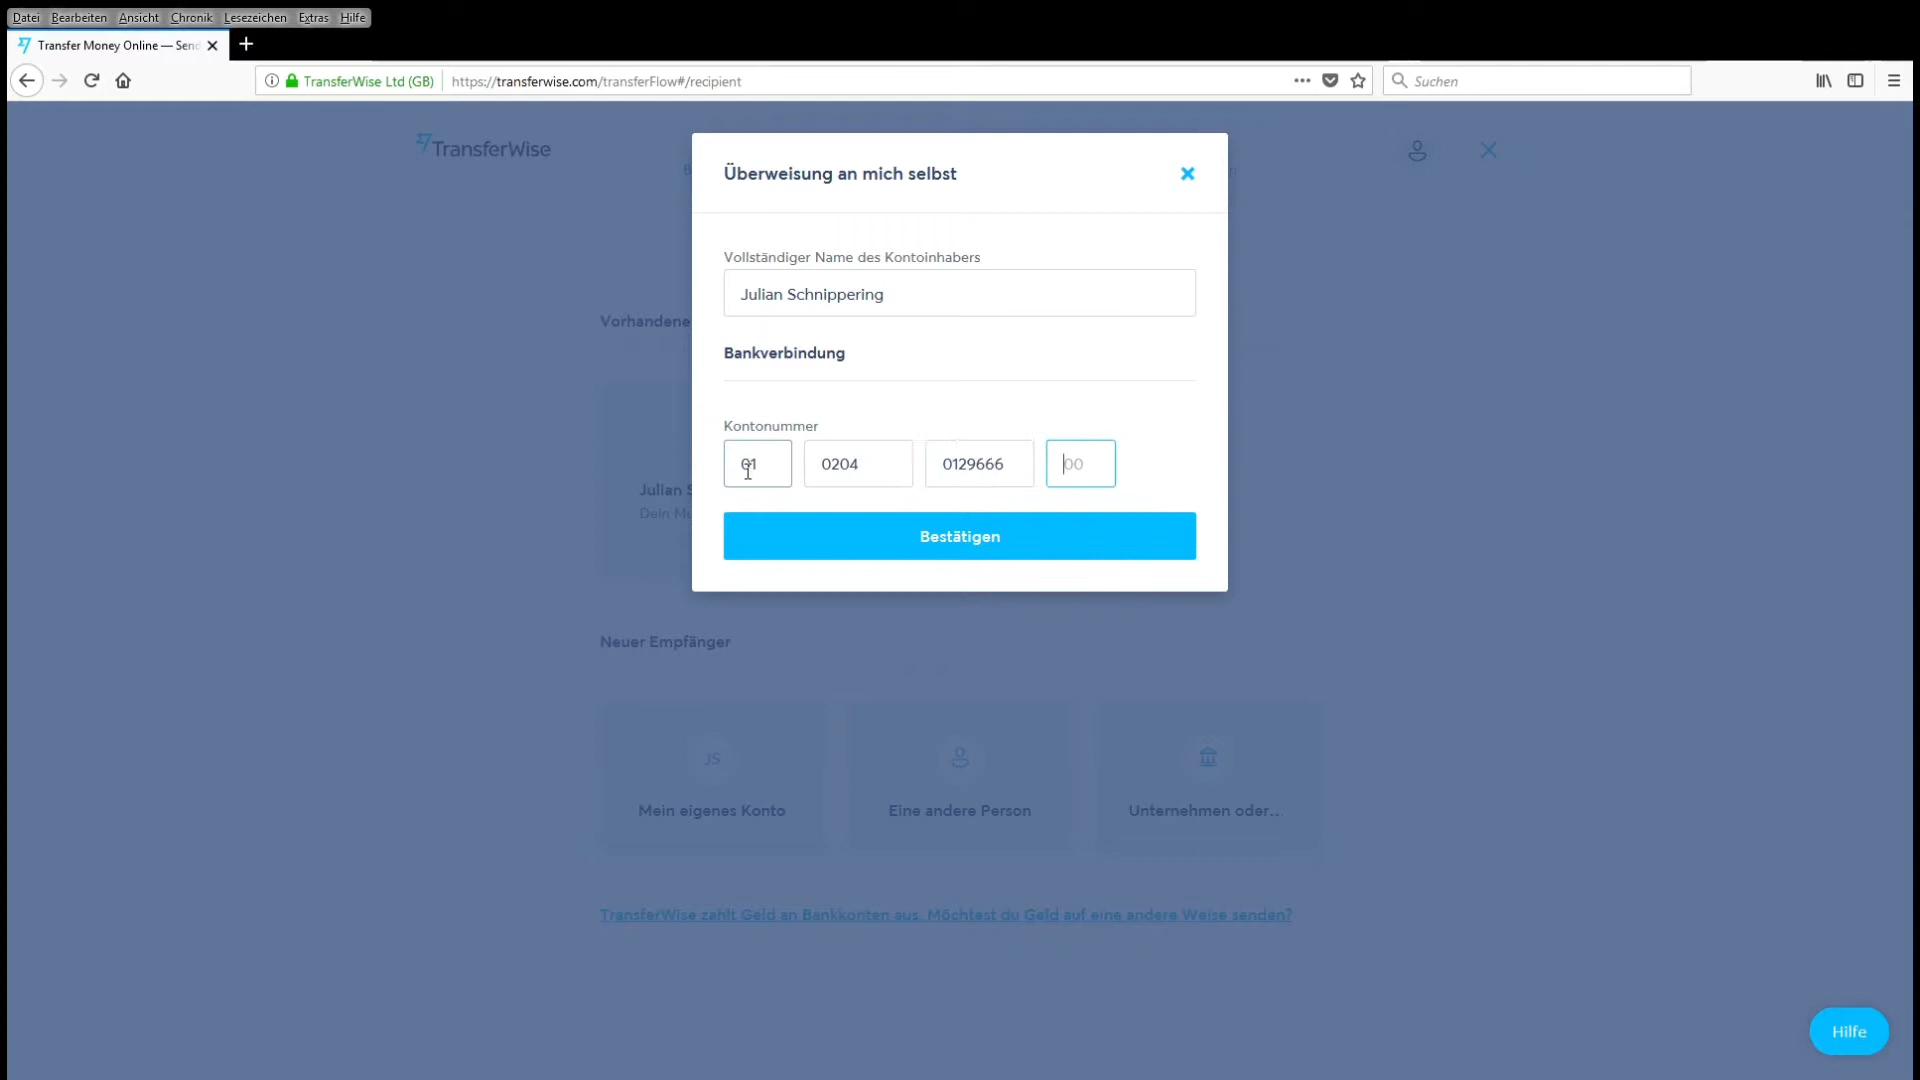 Datei Bearbeiten Ansicht Chronik Lesezeichen Extras Hilfe
Transfer Money Online — Send
TransferWise Ltd (GB) https://transferwise.com/transferFlow#/recipient Suchen
TransferWise
Überweisung an mich selbst
Vollständiger Name des Kontoinhabers
Julian Schnippering
Vorhandene
Bankverbindung
Kontonummer
01 0204 0129666 00
Julian S
Dein Mu
Bestätigen
Neuer Empfänger
JS
Mein eigenes Konto Eine andere Person Unternehmen oder...
TransferWise zahlt Geld an Bankkonten aus. Möchtest du Geld auf eine andere Weise senden?
Hilfe